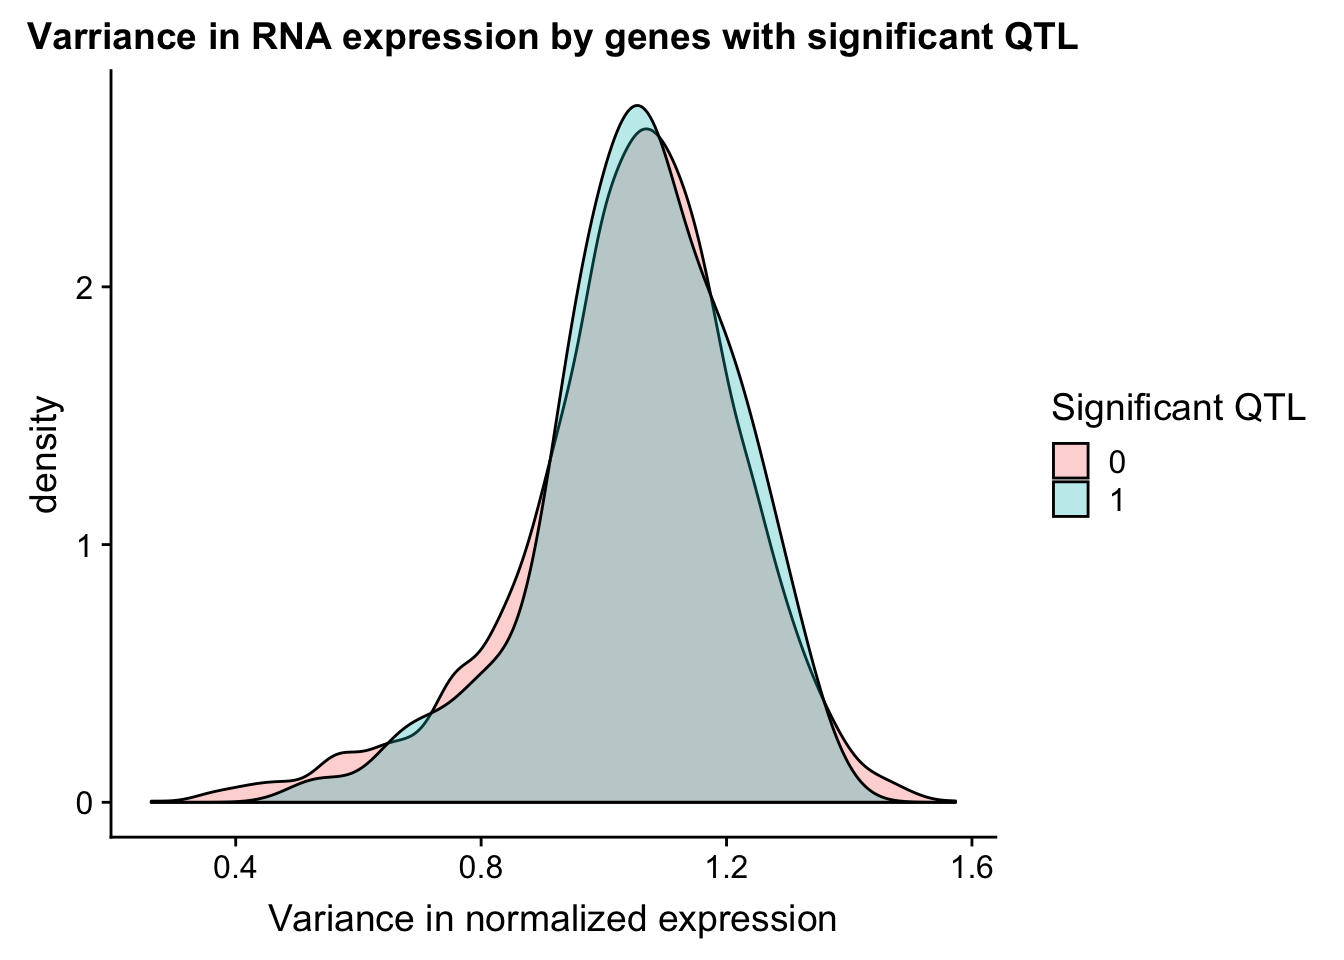 Varriance in RNA expression by genes with significant QTL
density
2
1
0
0.4 0.8 1.2 1.6
Variance in normalized expression
Significant QTL
0
1